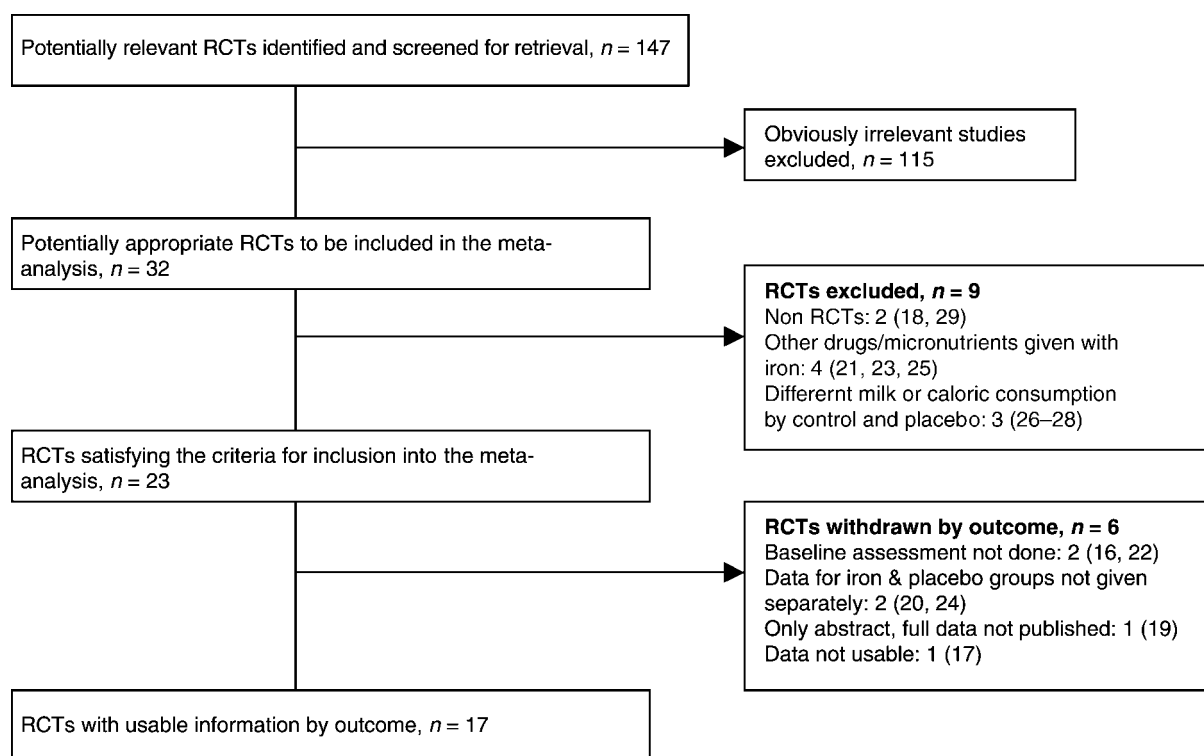 Potentially relevant RCTs identified and screened for retrieval, n = 147
Obviously irrelevant studies
excluded, n = 115
Potentially appropriate RCTs to be included in the meta-
analysis, n = 32
RCTs excluded, n = 9
Non RCTs: 2 (18, 29)
Other drugs/micronutrients given with
iron: 4 (21, 23, 25)
Differernt milk or caloric consumption
by control and placebo: 3 (26–28)
RCTs satisfying the criteria for inclusion into the meta-
analysis, n = 23
RCTs withdrawn by outcome, n = 6
Baseline assessment not done: 2 (16, 22)
Data for iron & placebo groups not given
separately: 2 (20, 24)
Only abstract, full data not published: 1 (19)
Data not usable: 1 (17)
RCTs with usable information by outcome, n = 17